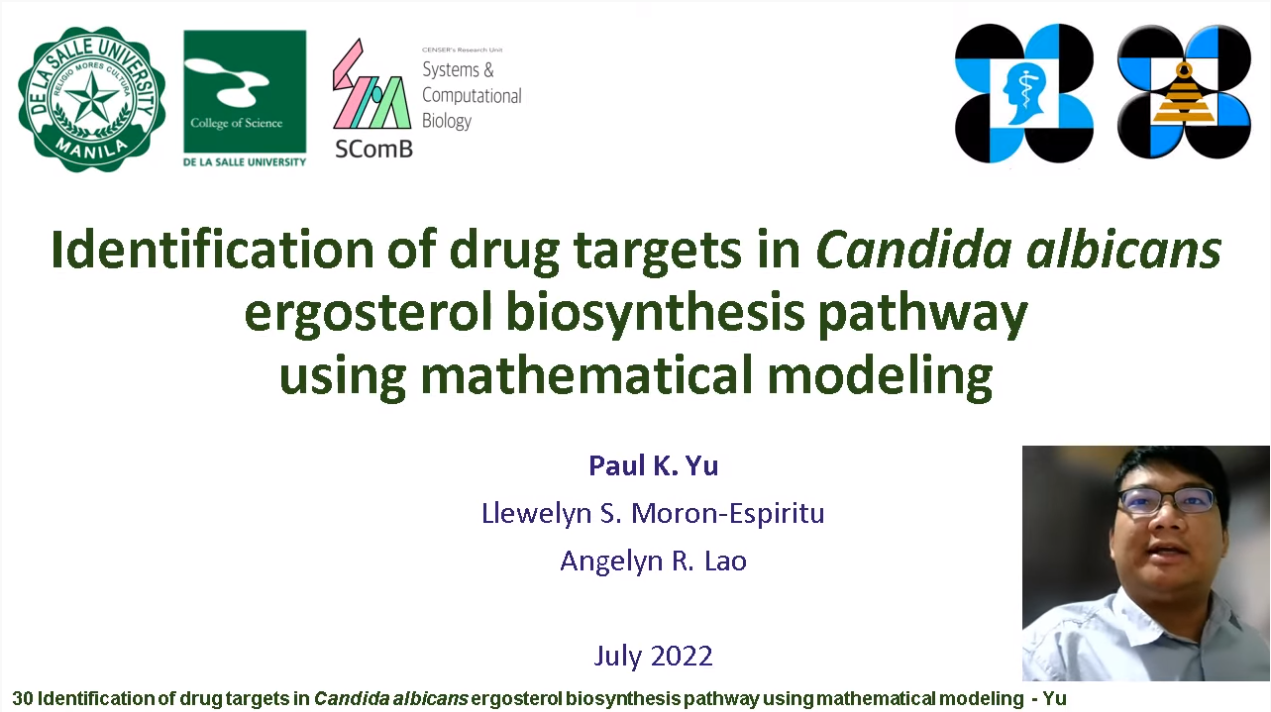 DE LA SALLE UNIVERSITY
RELIGIO MORES CULTURA
MANILA
College of Science
DE LA SALLE UNIVERSITY
CENSER's Research Unit
Systems &
Computational
Biology
SComB
Identification of drug targets in Candida albicans
ergosterol biosynthesis pathway
using mathematical modeling
Paul K. Yu
Llewelyn S. Moron-Espiritu
Angelyn R. Lao
July 2022
30 Identification of drug targets in Candida albicans ergosterol biosynthesis pathway using mathematical modeling - Yu